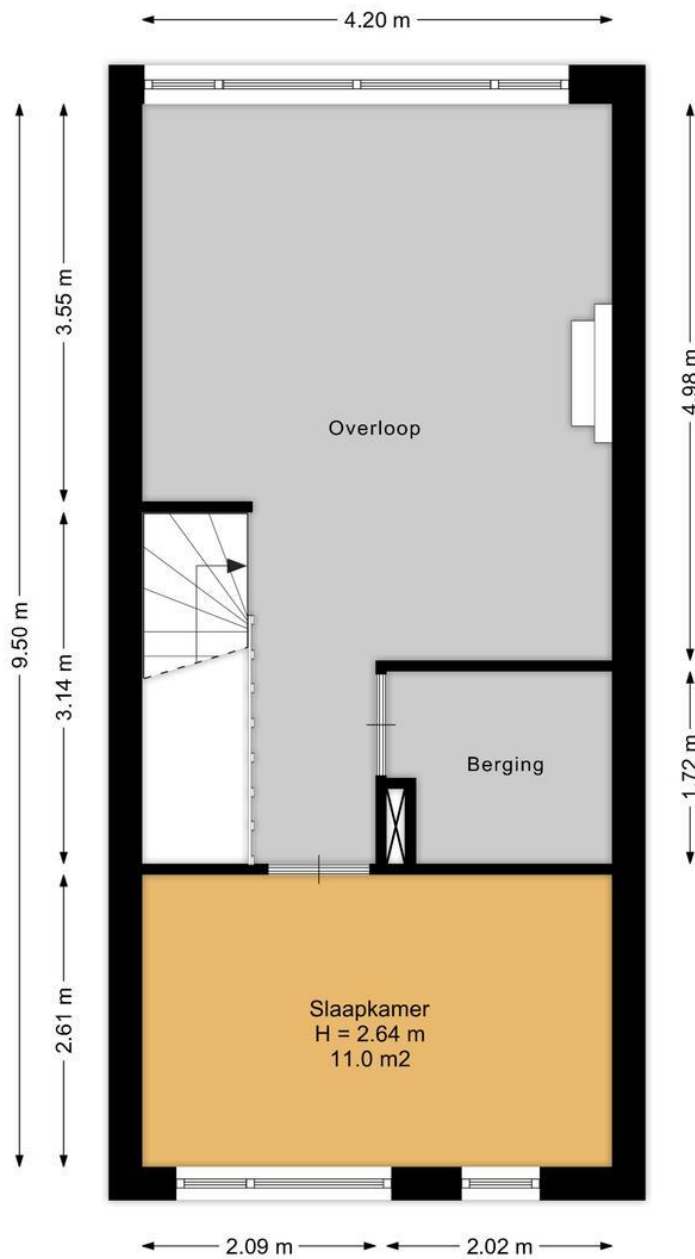 4.20 m
3.55 m
4.98 m
Overloop
9.50 m
3.14 m
Berging
1.72 m
2.61 m
Slaapkamer
H = 2.64 m
11.0 m2
2.09 m
2.02 m